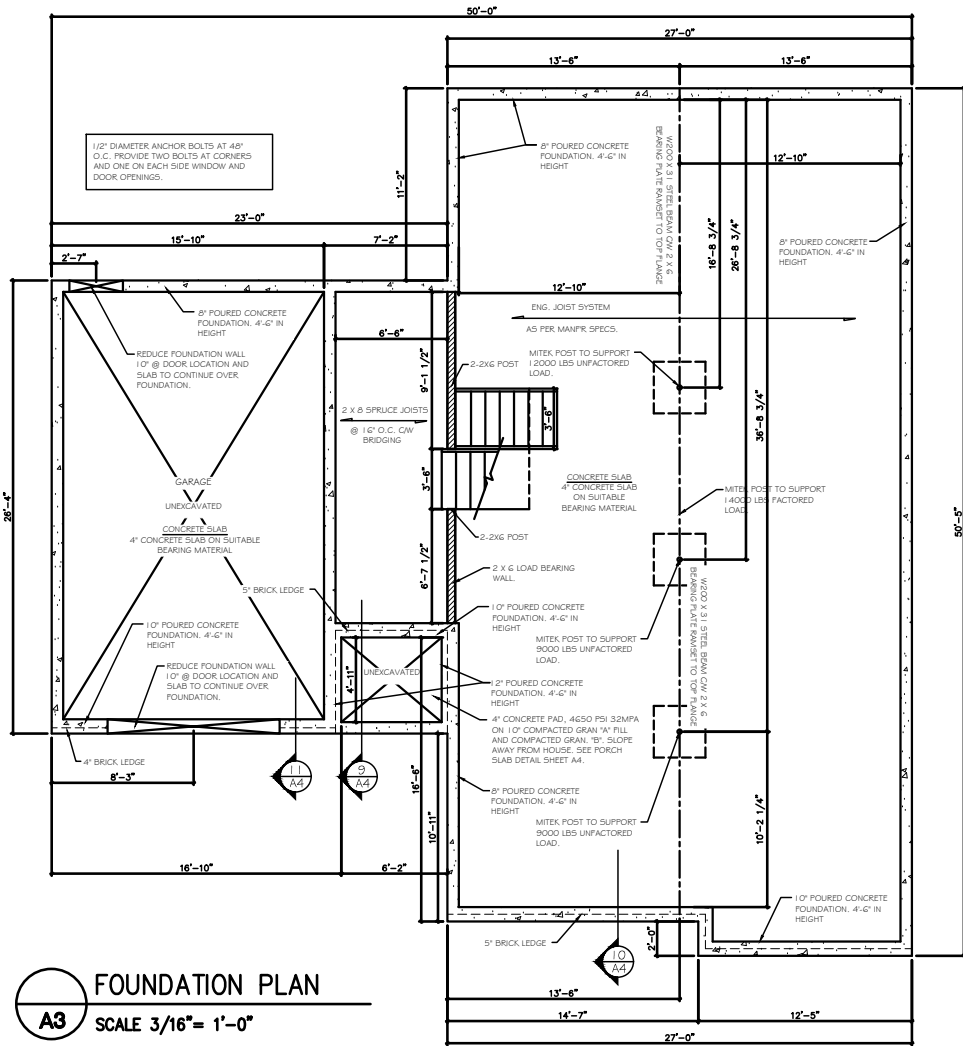 50'-0"
27'-0"
13'-6"
13'-6"
1/2" DIAMETER ANCHOR BOLTS AT 48"
O.C. PROVIDE TWO BOLTS AT CORNERS
AND ONE ON EACH SIDE WINDOW AND
DOOR OPENINGS.
11'-2"
8" POURED CONCRETE
FOUNDATION. 4'-6" IN
HEIGHT
W200 X 31 STEEL BEAM C/W 2 X 6
BEARING PLATE RAMSET TO TOP FLANGE
12'-10"
16'-8 3/4"
26'-8 3/4"
8" POURED CONCRETE
FOUNDATION. 4'-6" IN
HEIGHT
23'-0"
15'-10"
7'-2"
2'-7"
12'-10"
8" POURED CONCRETE
FOUNDATION. 4'-6" IN
HEIGHT
ENG. JOIST SYSTEM
AS PER MANF'R SPECS.
6'-6"
9'-1 1/2"
REDUCE FOUNDATION WALL
10" @ DOOR LOCATION AND
SLAB TO CONTINUE OVER
FOUNDATION.
2-2X6 POST
MITEK POST TO SUPPORT
12000 LBS UNFACTORED
LOAD.
2 X 8 SPRUCE JOISTS
@ 16" O.C. C/W
BRIDGING
3'-6"
36'-8 3/4"
3'-6"
GARAGE
UNEXCAVATED
CONCRETE SLAB
4" CONCRETE SLAB ON SUITABLE
BEARING MATERIAL
CONCRETE SLAB
4" CONCRETE SLAB
ON SUITABLE
BEARING MATERIAL
MITEK POST TO SUPPORT
14000 LBS FACTORED
LOAD.
26'-4"
50'-5"
2-2X6 POST
6'-7 1/2"
2 X 6 LOAD BEARING
WALL.
W200 X 31 STEEL BEAM C/W 2 X 6
BEARING PLATE RAMSET TO TOP FLANGE
5" BRICK LEDGE
10" POURED CONCRETE
FOUNDATION. 4'-6" IN
HEIGHT
10" POURED CONCRETE
FOUNDATION. 4'-6" IN
HEIGHT
MITEK POST TO SUPPORT
9000 LBS UNFACTORED
LOAD.
REDUCE FOUNDATION WALL
10" @ DOOR LOCATION AND
SLAB TO CONTINUE OVER
FOUNDATION.
4'-11"
UNEXCAVATED
12" POURED CONCRETE
FOUNDATION. 4'-6" IN
HEIGHT
4" CONCRETE PAD, 4650 PSI 32MPA
ON 10" COMPACTED GRAN "A" FILL
AND COMPACTED GRAN. "B". SLOPE
AWAY FROM HOUSE. SEE PORCH
SLAB DETAIL SHEET A4.
4" BRICK LEDGE
8'-3"
11
A4
9
A4
16'-6"
10'-11"
8" POURED CONCRETE
FOUNDATION. 4'-6" IN
HEIGHT
MITEK POST TO SUPPORT
9000 LBS UNFACTORED
LOAD.
10'-2 1/4"
16'-10"
6'-2"
10" POURED CONCRETE
FOUNDATION. 4'-6" IN
HEIGHT
5" BRICK LEDGE
2'-0"
10
A4
13'-6"
14'-7"
12'-5"
27'-0"
FOUNDATION PLAN
A3
SCALE 3/16"= 1'-0"